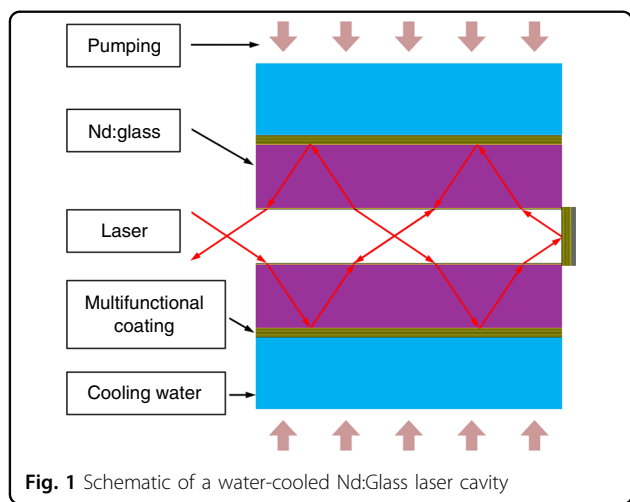 Pumping
Nd:glass
Laser
Multifunctional
coating
Cooling water
Fig. 1 Schematic of a water-cooled Nd:Glass laser cavity